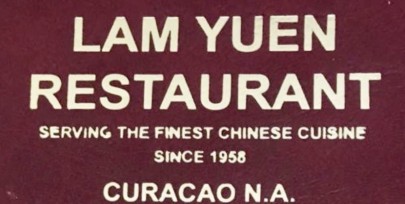 LAM YUEN
RESTAURANT
SERVING THE FINEST CHINESE CUISINE
SINCE 1958
CURACAO N.A.